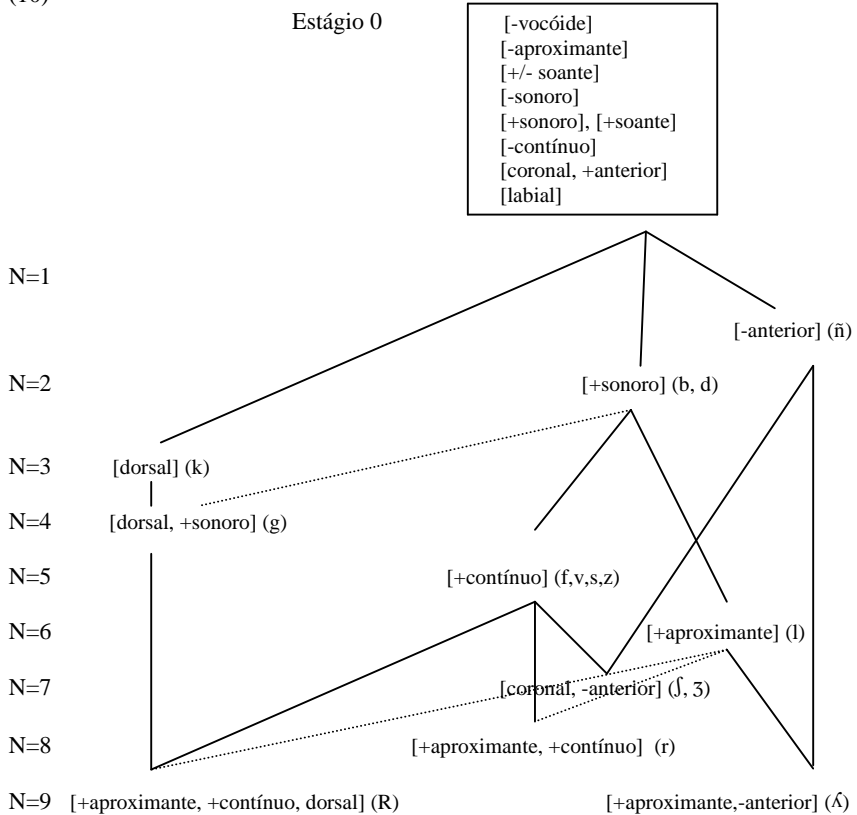 Estágio 0
[-vocóide]
[-aproximante]
[+/- soante]
[-sonoro]
[+sonoro], [+soante]
[-contínuo]
[coronal, +anterior]
[labial]
N=1
[-anterior] (ñ)
N=2 [+sonoro] (b, d)
N=3 [dorsal] (k)
N=4 [dorsal, +sonoro] (g)
N=5 [+contínuo] (f,v,s,z)
N=6 [+aproximante] (l)
N=7 [coronal, -anterior] (ʃ, ʒ)
N=8 [+aproximante, +contínuo] (r)
N=9 [+aproximante, +contínuo, dorsal] (R) [+aproximante,-anterior] (ʎ)